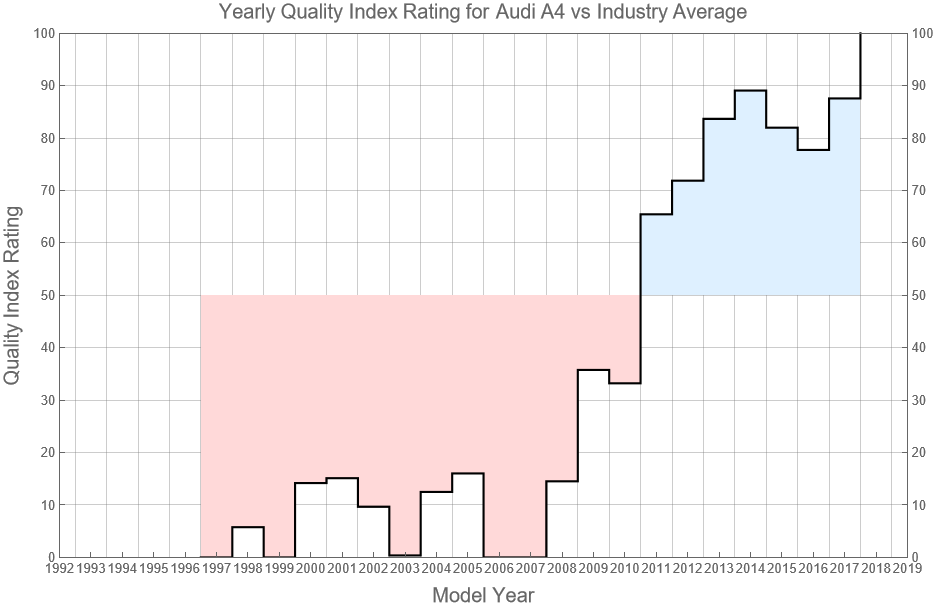 Yearly Quality Index Rating for Audi A4 vs Industry Average
100 100
90 90
80 80
70 70
60 60
50 50
40 40
30 30
20 20
10 10
0 0
Quality Index Rating
1992 1993 1994 1995 1996 1997 1998 1999 2000 2001 2002 2003 2004 2005 2006 2007 2008 2009 2010 2011 2012 2013 2014 2015 2016 2017 2018 2019
Model Year